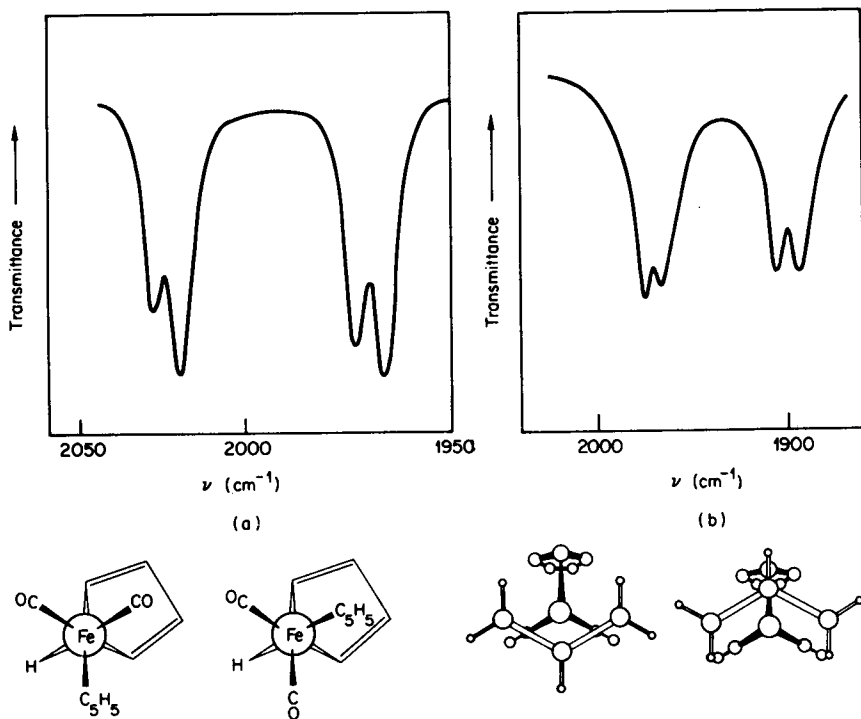 Transmittance
Transmittance
2050 2000 1950
2000 1900
ν (cm⁻¹)
ν (cm⁻¹)
(a)
(b)
OC CO
Fe
H
C₅H₅
OC C₅H₅
Fe
H
C
O